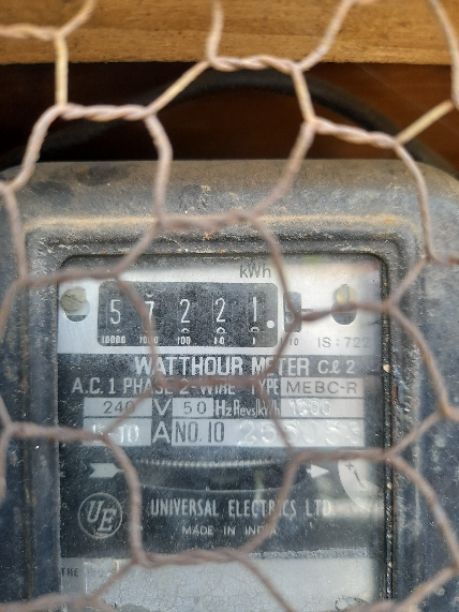 kWh
5 7 2 2 1.
10000 1000 100 10 1
IS:722
WATTHOUR METER CL 2
A.C. 1 PHASE 2-WIRE TYPE MEBC-R
240 V 50 Hz Revs/kWh
A NO.10
UE UNIVERSAL ELECTRICS LTD
MADE IN INDIA
THE